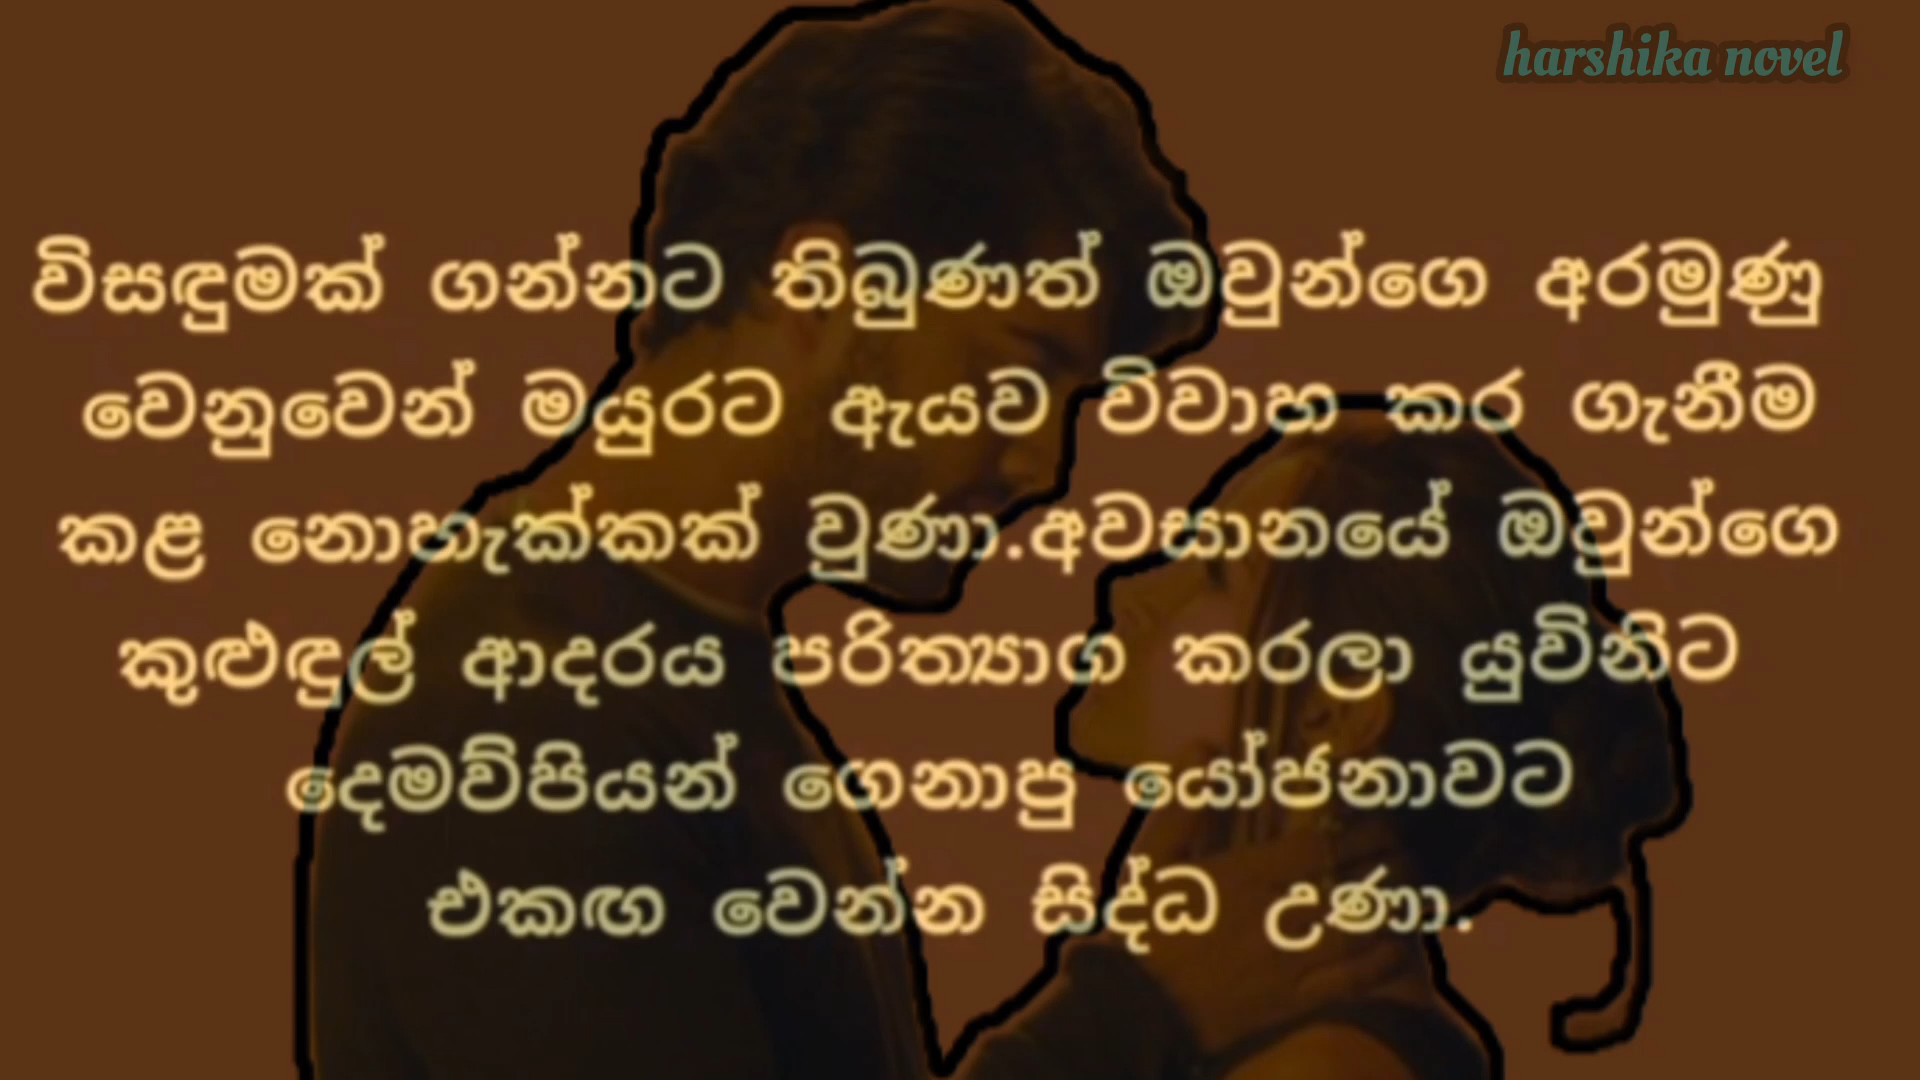 harshika novel
විසඳුමක් ගන්නට තිබුණත් ඔවුන්ගෙ අරමුණු
වෙනුවෙන් මයුරට ඇයව විවාහ කර ගැනීම
කළ නොහැක්කක් වුණා.අවසානයේ ඔවුන්ගෙ
කුළුඳුල් ආදරය පරිත්‍යාග කරලා යුවිනිට
දෙමව්පියන් ගෙනාපු යෝජනාවට
එකඟ වෙන්න සිද්ධ උණා.